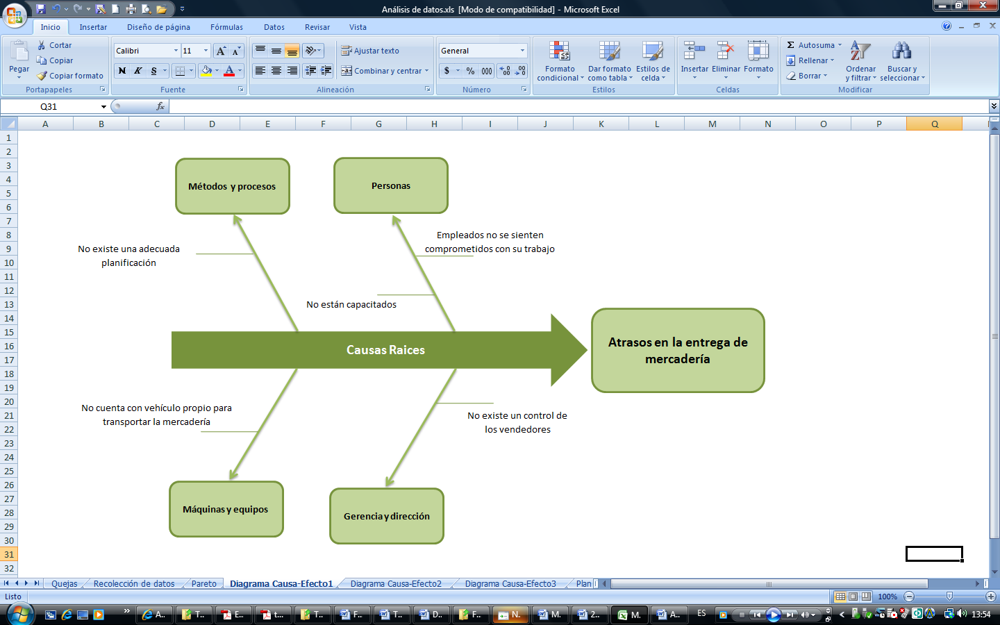 Análisis de datos.xls [Modo de compatibilidad] - Microsoft Excel
Inicio Insertar Diseño de página Fórmulas Datos Revisar Vista
Pegar
Cortar
Copiar
Copiar formato
Portapapeles
Calibri 11
N K S
Fuente
Ajustar texto
Combinar y centrar
Alineación
General
$ % 000
Número
Formato condicional
Dar formato como tabla
Estilos de celda
Estilos
Insertar Eliminar Formato
Celdas
Autosuma
Rellenar
Borrar
Ordenar y filtrar
Buscar y seleccionar
Modificar
Q31
fx
A B C D E F G H I J K L M N O P Q
1
2
3
4
5
6
7
8
9
10
11
12
13
14
15
16
17
18
19
20
21
22
23
24
25
26
27
28
29
30
31
32
Métodos y procesos
Personas
No existe una adecuada
planificación
Empleados no se sienten
comprometidos con su trabajo
No están capacitados
Causas Raices
Atrasos en la entrega de
mercadería
No cuenta con vehículo propio para
transportar la mercadería
No existe un control de
los vendedores
Máquinas y equipos
Gerencia y dirección
Quejas Recolección de datos Pareto Diagrama Causa-Efecto1 Diagrama Causa-Efecto2 Diagrama Causa-Efecto3 Plan
Listo
100%
A.. T.. E.. t... T.. F... T.. D.. F.. N.. M.. 2... M. A..
ES
13:54